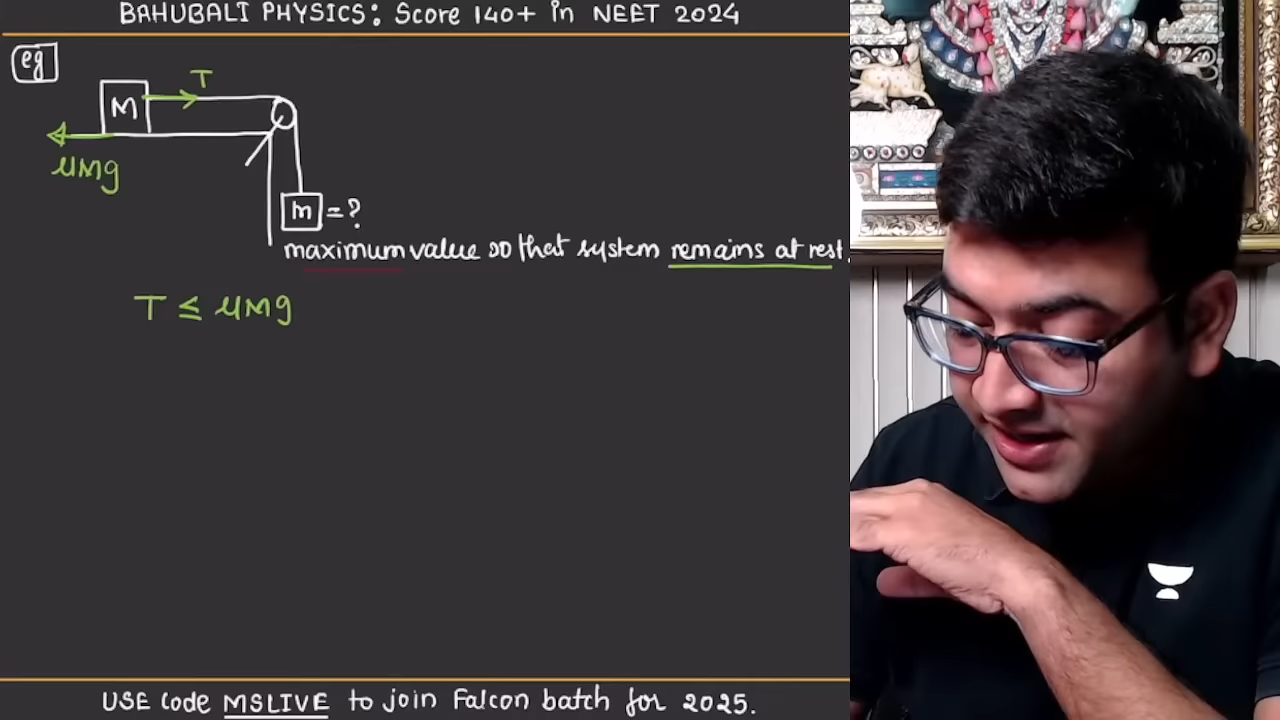 BAHUBALI PHYSICS: Score 140+ in NEET 2024
eg
T
M
μMg
m = ?
maximum value so that system remains at rest.
T ≤ μMg
USE Code MSLIVE to join Falcon batch for 2025.